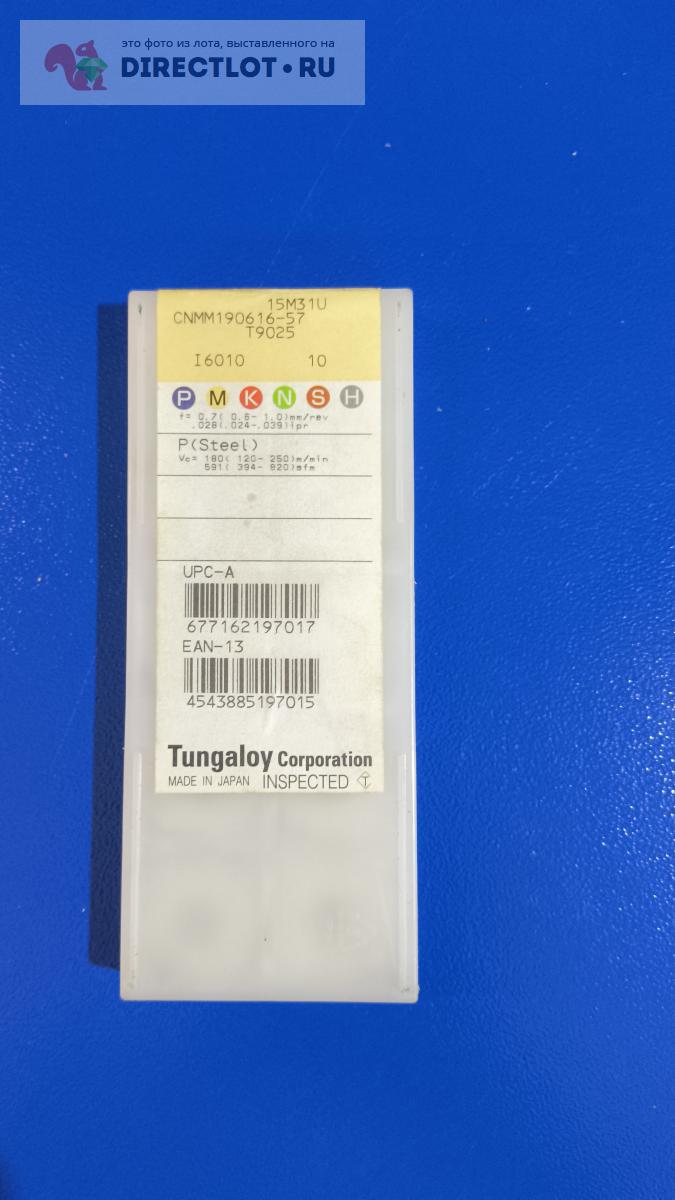 это фото из лота, выставленного на
DIRECTLOT • RU
15M31U
CNMM190616-57
T9025
I6010 10
P M K N S H
f= 0.7( 0.6- 1.0)mm/rev
.028(.024-.039)ipr
P(Steel)
Vc= 180( 120- 250)m/min
591( 394- 820)sfm
UPC-A
677162197017
EAN-13
4543885197015
Tungaloy Corporation
MADE IN JAPAN INSPECTED T